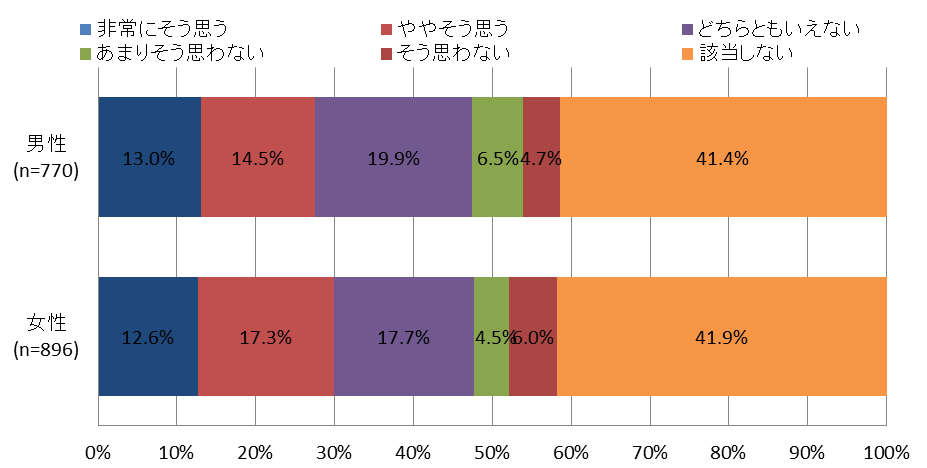 非常にそう思う ややそう思う どちらともいえない
あまりそう思わない そう思わない 該当しない
男性
(n=770)
13.0% 14.5% 19.9% 6.5% 4.7% 41.4%
女性
(n=896)
12.6% 17.3% 17.7% 4.5% 6.0% 41.9%
0% 10% 20% 30% 40% 50% 60% 70% 80% 90% 100%